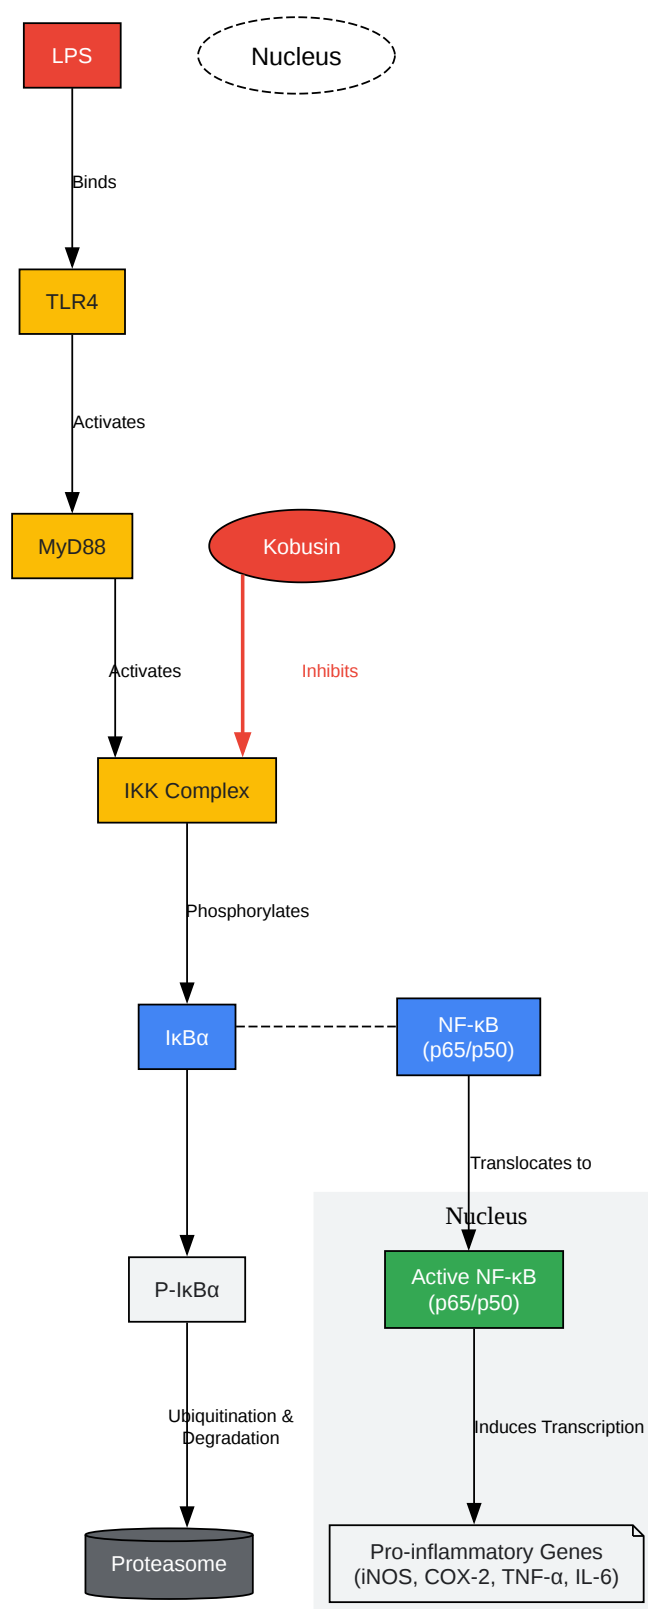 LPS
Nucleus
Binds
TLR4
Activates
MyD88
Kobusin
Activates
Inhibits
IKK Complex
Phosphorylates
IκBα
NF-κB
(p65/p50)
Translocates to
Nucleus
P-IκBα
Active NF-κB
(p65/p50)
Ubiquitination &
Degradation
Induces Transcription
Proteasome
Pro-inflammatory Genes
(iNOS, COX-2, TNF-α, IL-6)